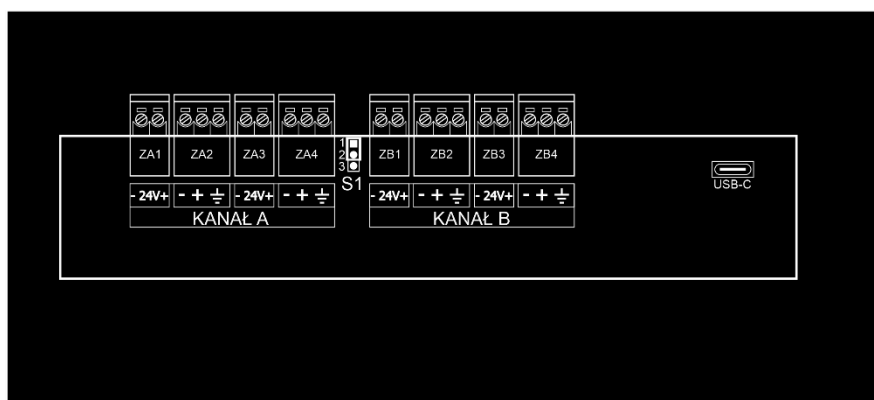 ZA1 ZA2 ZA3 ZA4 1 ZB1 ZB2 ZB3 ZB4
2
3
S1
USB-C
- 24V+ - + ⏚ - 24V+ - + ⏚ - 24V+ - + ⏚ - 24V+ - + ⏚
KANAŁ A KANAŁ B